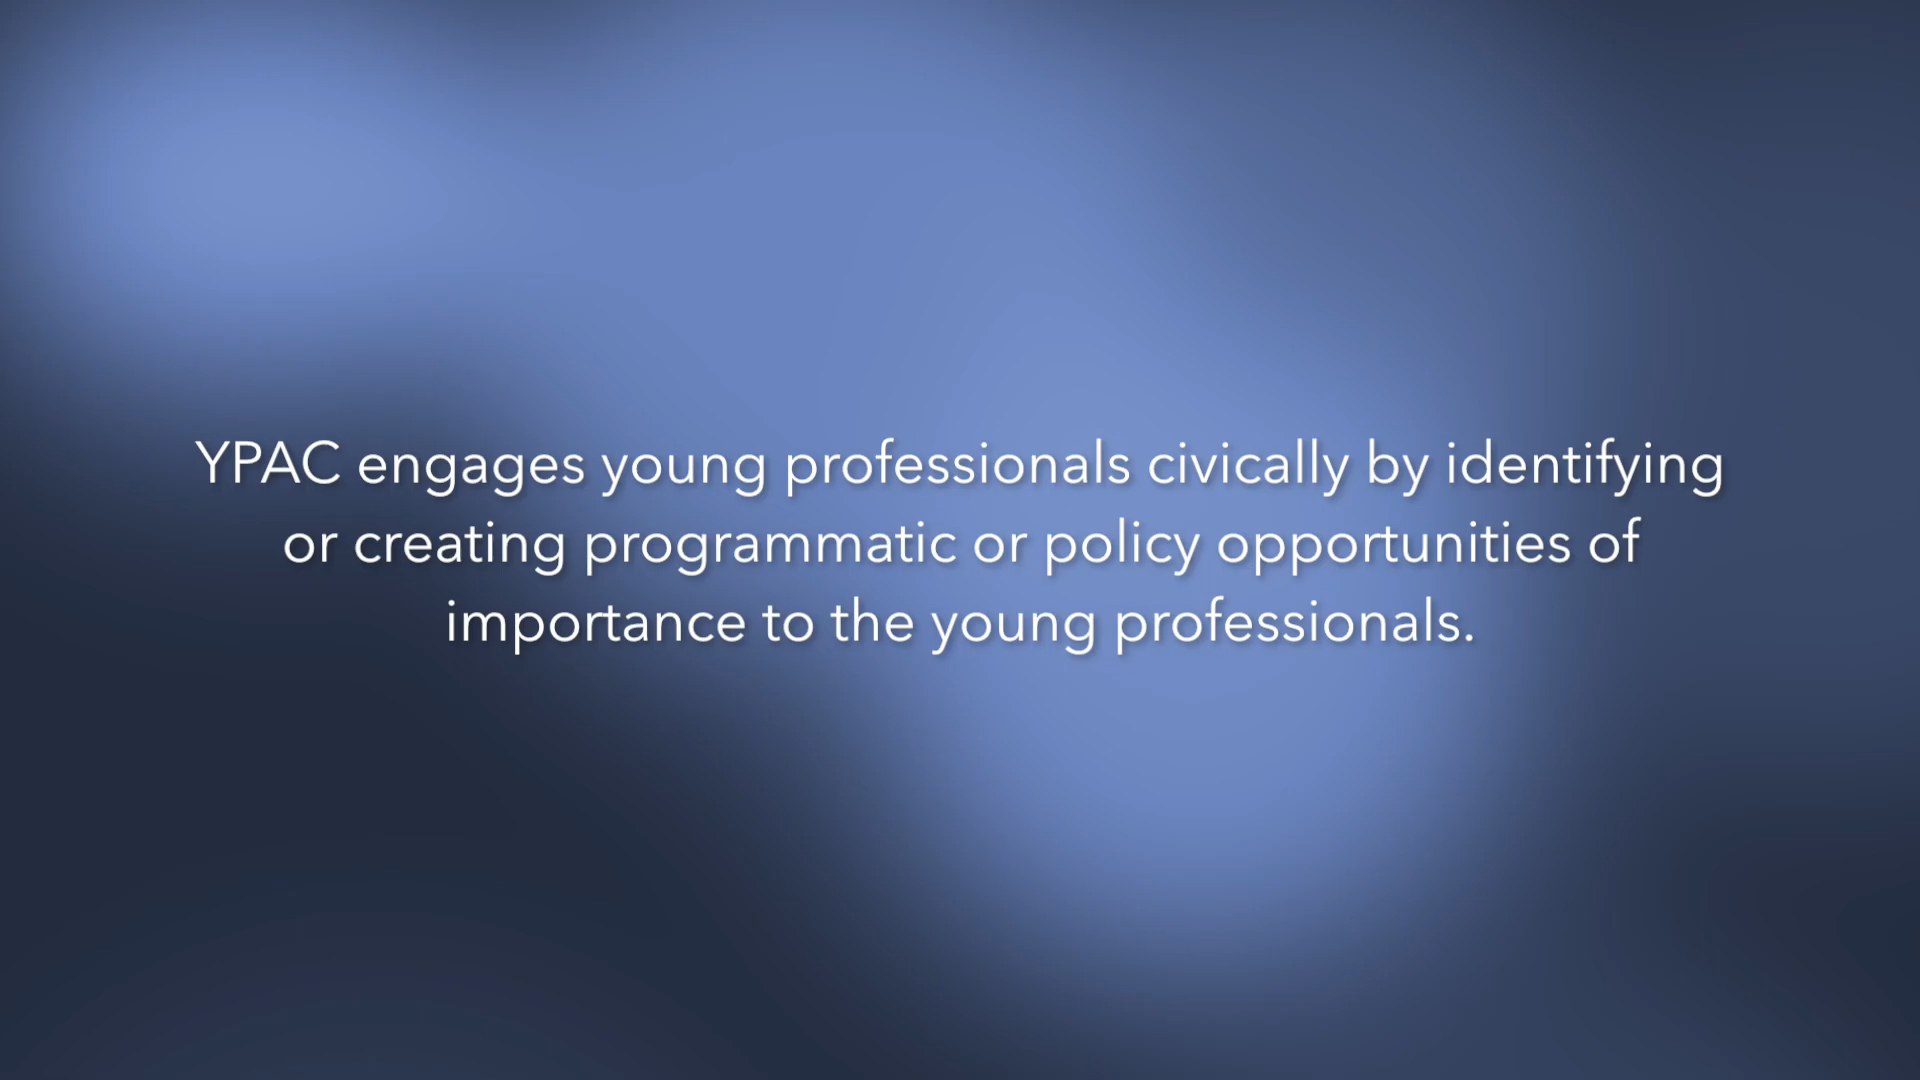 YPAC engages young professionals civically by identifying
or creating programmatic or policy opportunities of
importance to the young professionals.